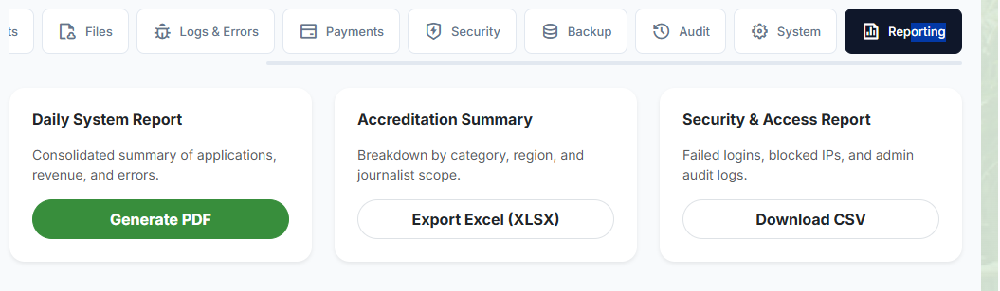 ts
Files
Logs & Errors
Payments
Security
Backup
Audit
System
Reporting
Daily System Report
Consolidated summary of applications,
revenue, and errors.
Generate PDF
Accreditation Summary
Breakdown by category, region, and
journalist scope.
Export Excel (XLSX)
Security & Access Report
Failed logins, blocked IPs, and admin
audit logs.
Download CSV